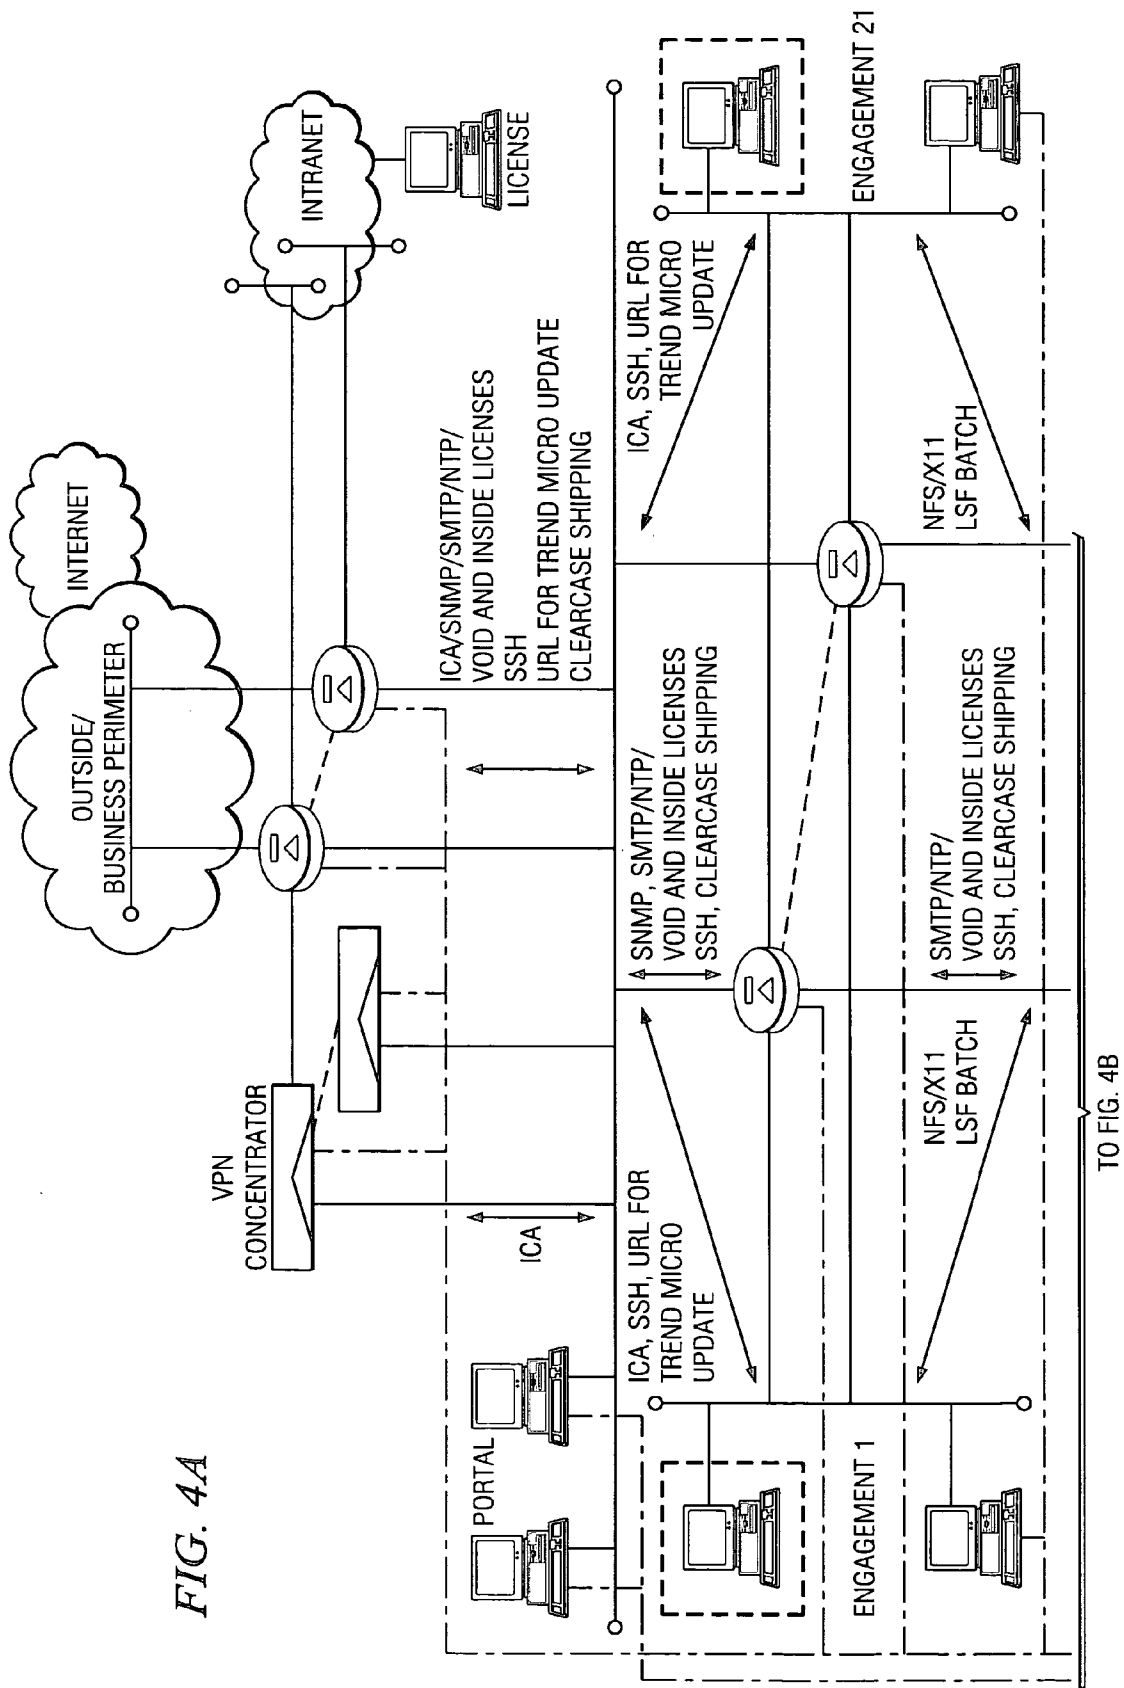 FIG. 4A
OUTSIDE/
BUSINESS PERIMETER
INTERNET
INTRANET
LICENSE
VPN
CONCENTRATOR
PORTAL
ICA
ICA/SNMP/SMTP/NTP/
VOID AND INSIDE LICENSES
SSH
URL FOR TREND MICRO UPDATE
CLEARCASE SHIPPING
ICA, SSH, URL FOR
TREND MICRO
UPDATE
SNMP, SMTP/NTP/
VOID AND INSIDE LICENSES
SSH, CLEARCASE SHIPPING
ICA, SSH, URL FOR
TREND MICRO
UPDATE
ENGAGEMENT 1
ENGAGEMENT 21
NFS/X11
LSF BATCH
SMTP/NTP/
VOID AND INSIDE LICENSES
SSH, CLEARCASE SHIPPING
NFS/X11
LSF BATCH
TO FIG. 4B